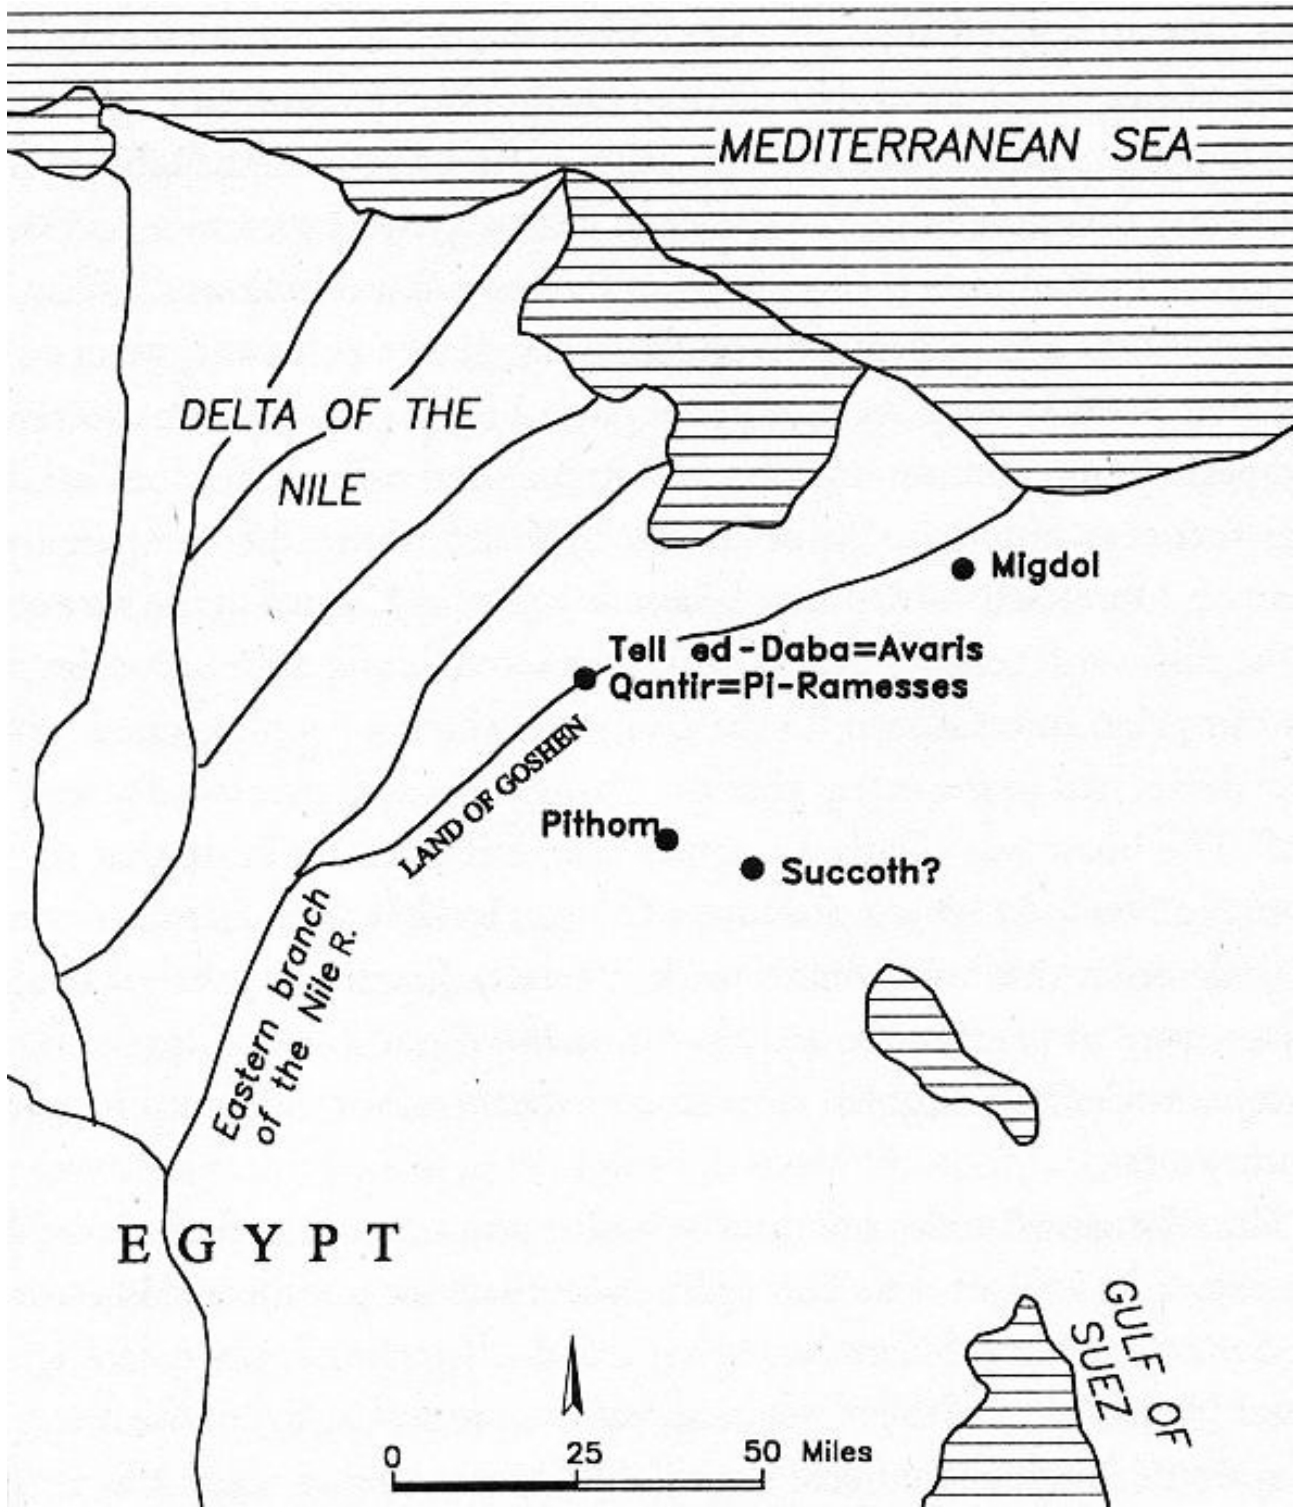 MEDITERRANEAN SEA
DELTA OF THE
NILE
Migdol
Tell ed-Daba=Avaris
Qantir=Pi-Ramesses
LAND OF GOSHEN
Pithom
Succoth?
Eastern branch
of the Nile R.
EGYPT
GULF OF
SUEZ
0 25 50 Miles